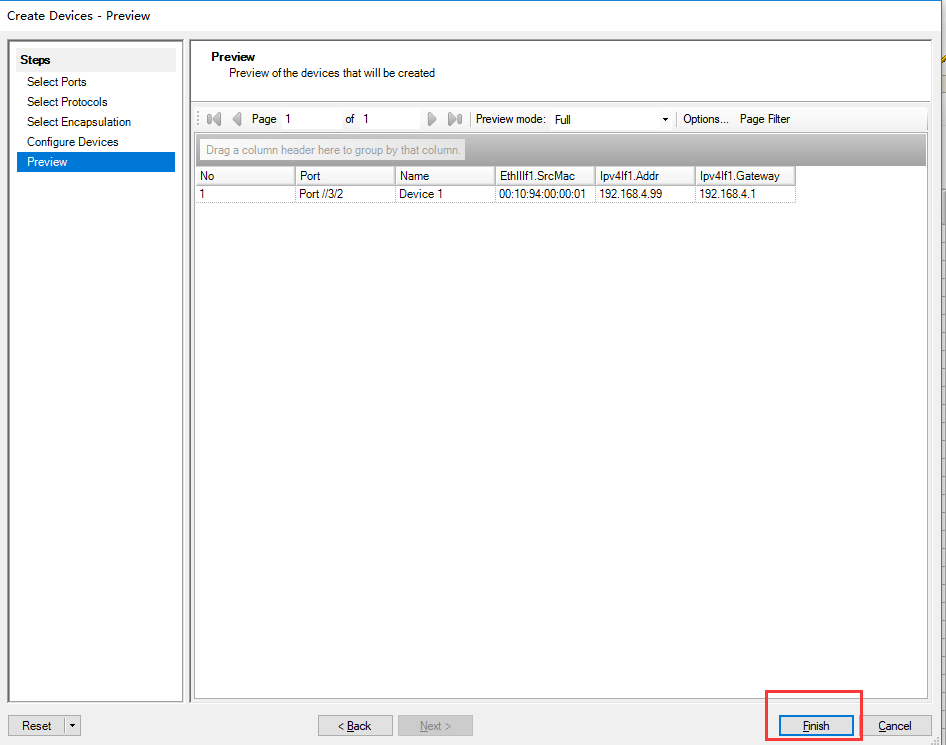 Create Devices - Preview
Steps
Select Ports
Select Protocols
Select Encapsulation
Configure Devices
Preview
Preview
Preview of the devices that will be created
Page 1 of 1 Preview mode: Full Options... Page Filter
Drag a column header here to group by that column.
No Port Name EthIIIf1.SrcMac Ipv4If1.Addr Ipv4If1.Gateway
1 Port //3/2 Device 1 00:10:94:00:00:01 192.168.4.99 192.168.4.1
Reset < Back Next > Finish Cancel